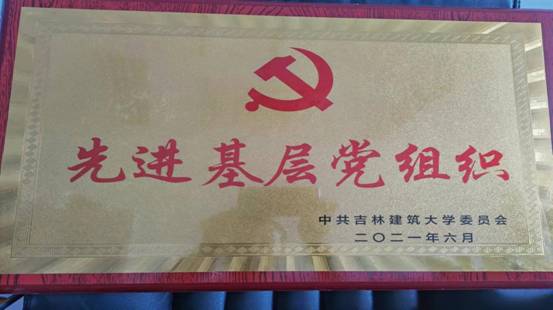 先进基层党组织
中共吉林建筑大学委员会
二〇二一年六月